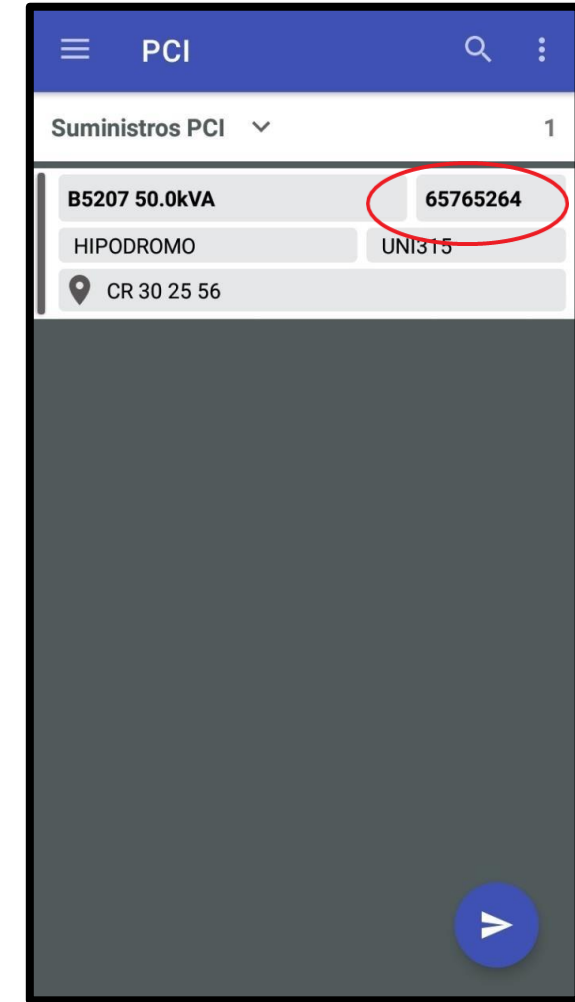 PCI
Suministros PCI 1
B5207 50.0kVA 65765264
HIPODROMO UNI315
CR 30 25 56